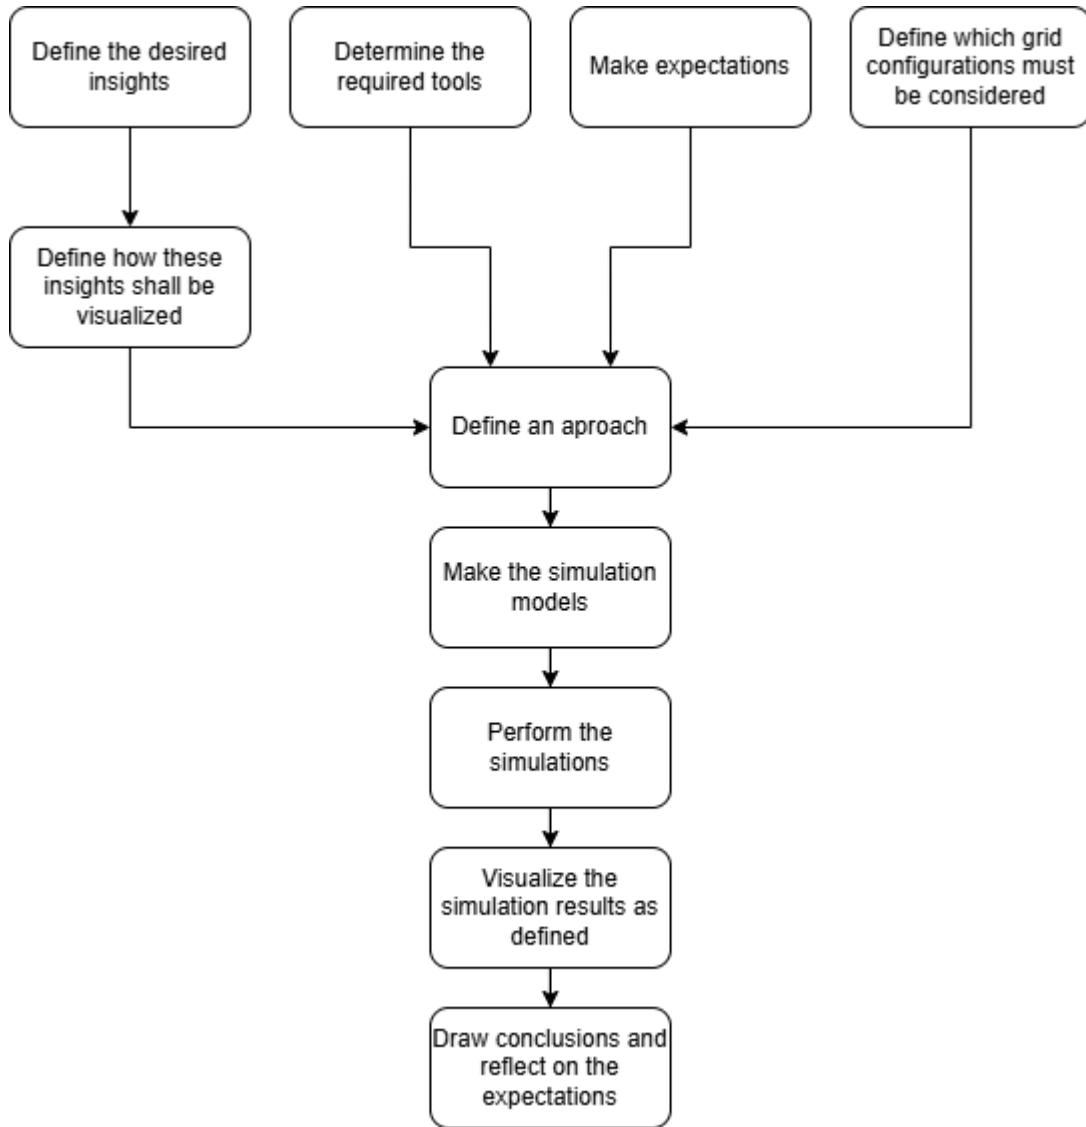 Define the desired
insights
Determine the
required tools
Make expectations
Define which grid
configurations must
be considered
Define how these
insights shall be
visualized
Define an aproach
Make the simulation
models
Perform the
simulations
Visualize the
simulation results as
defined
Draw conclusions and
reflect on the
expectations